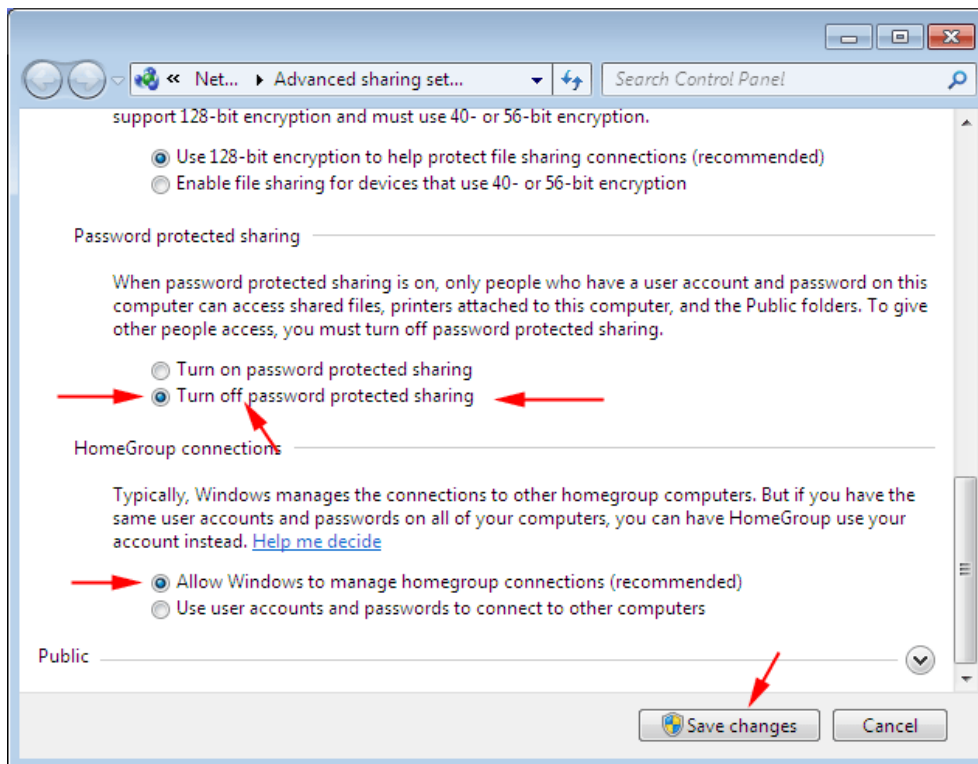 « Net... Advanced sharing set... Search Control Panel
support 128-bit encryption and must use 40- or 56-bit encryption.
Use 128-bit encryption to help protect file sharing connections (recommended)
Enable file sharing for devices that use 40- or 56-bit encryption
Password protected sharing
When password protected sharing is on, only people who have a user account and password on this
computer can access shared files, printers attached to this computer, and the Public folders. To give
other people access, you must turn off password protected sharing.
Turn on password protected sharing
Turn off password protected sharing
HomeGroup connections
Typically, Windows manages the connections to other homegroup computers. But if you have the
same user accounts and passwords on all of your computers, you can have HomeGroup use your
account instead. Help me decide
Allow Windows to manage homegroup connections (recommended)
Use user accounts and passwords to connect to other computers
Public
Save changes Cancel